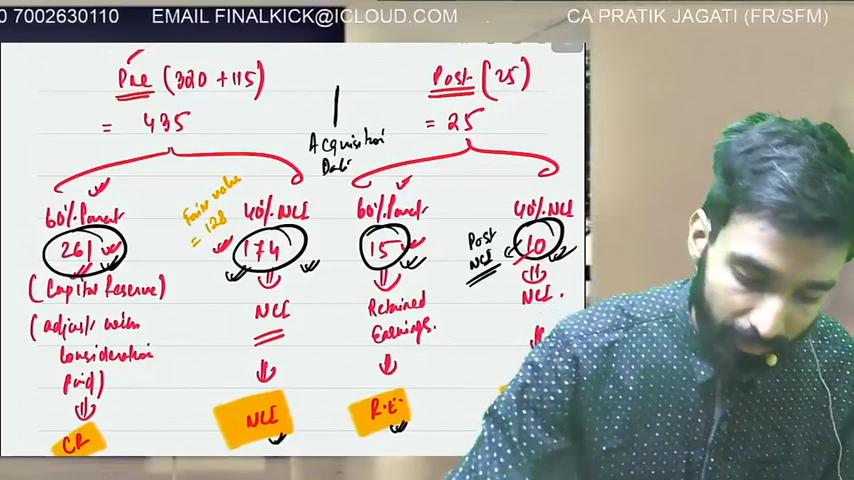 0 7002630110 EMAIL FINALKICK@ICLOUD.COM CA PRATIK JAGATI (FR/SFM)
Pre (320 + 115)
= 435
Acquisition
Date
Post (25)
= 25
60% Parent
261
(Capital Reserve)
(adjust with
consideration
paid)
CR
Fair value
= 128
40% NCI
174
NCI
NCI
60% Parent
15
Retained
Earnings.
R.E.
Post
NCI
40% NCI
10
NCI.